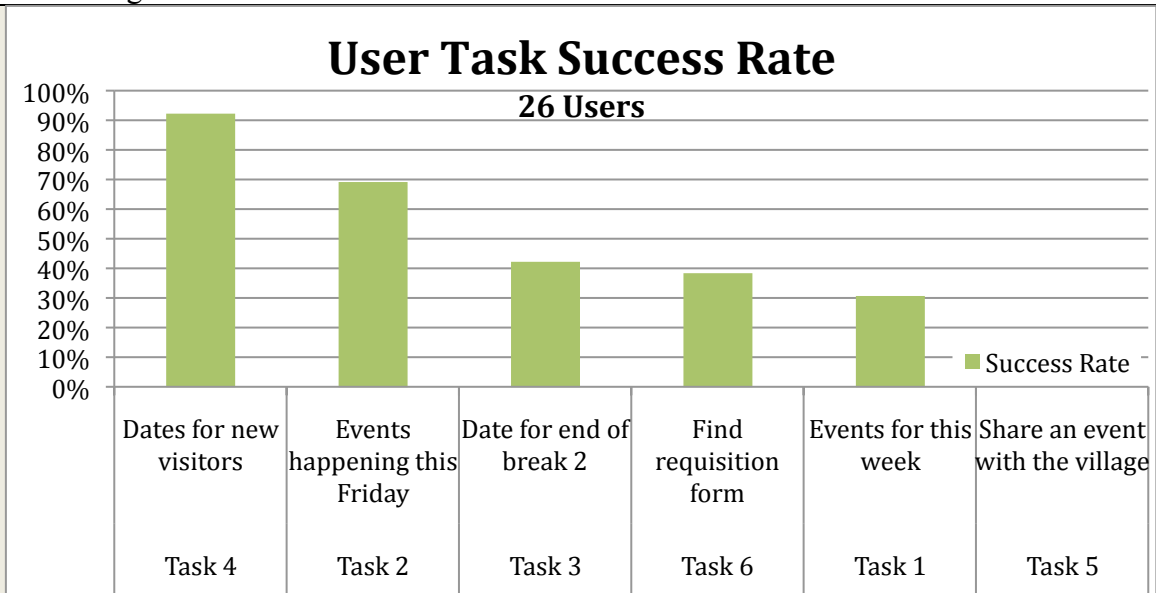 User Task Success Rate
26 Users
100%
90%
80%
70%
60%
50%
40%
30%
20%
10%
0%
Success Rate
Dates for new
visitors
Task 4
Events
happening this
Friday
Task 2
Date for end of
break 2
Task 3
Find
requisition
form
Task 6
Events for this
week
Task 1
Share an event
with the village
Task 5